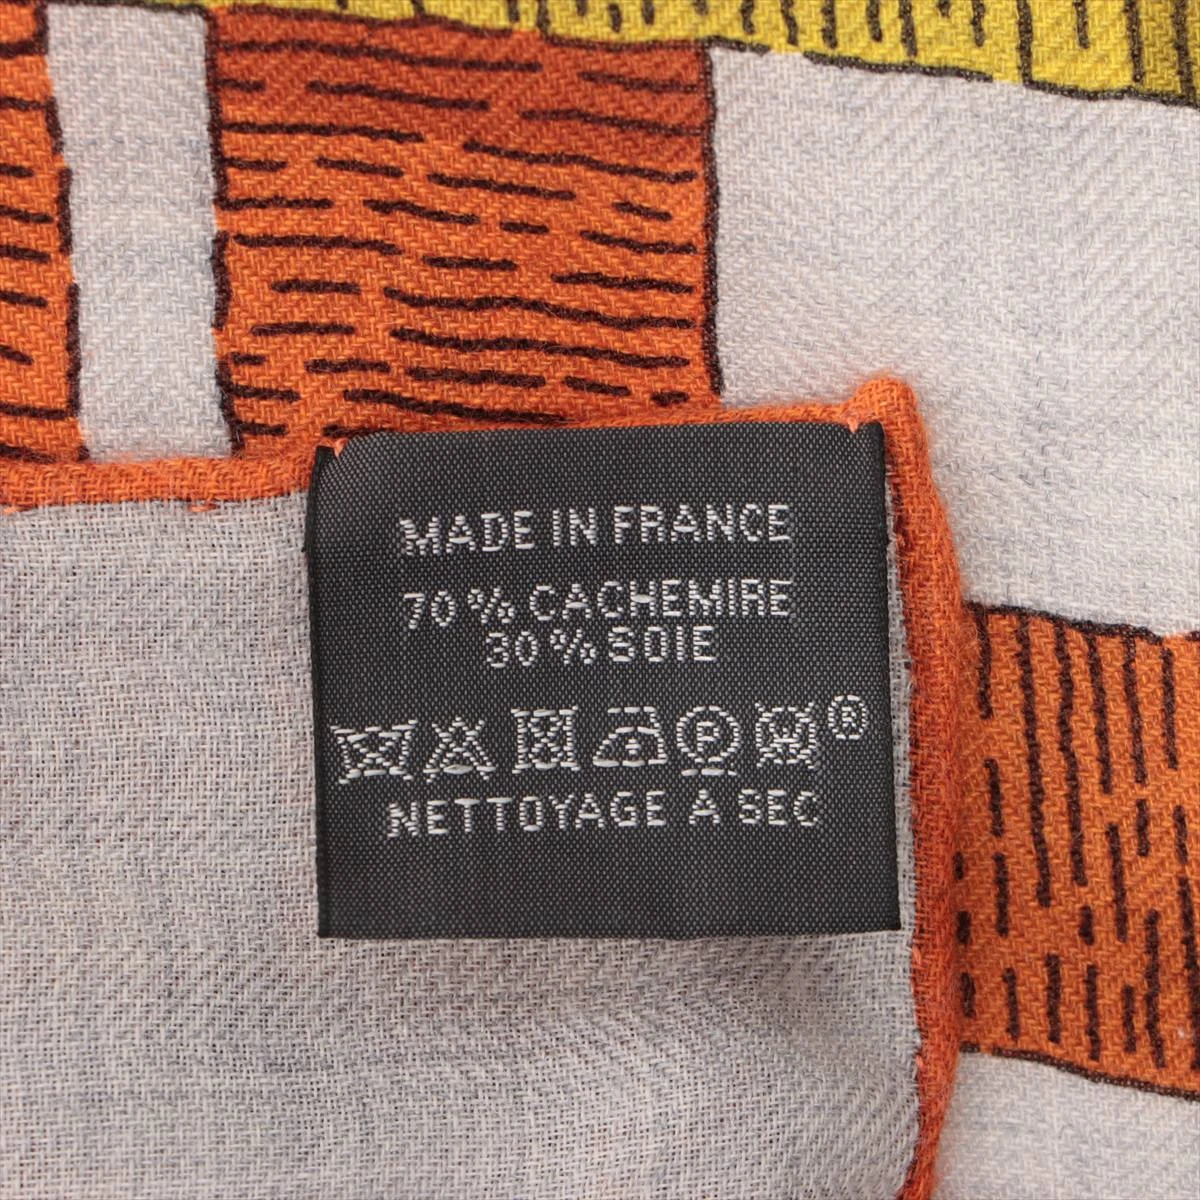 MADE IN FRANCE
70 % CACHEMIRE
30 % SOIE
P ®
NETTOYAGE A SEC